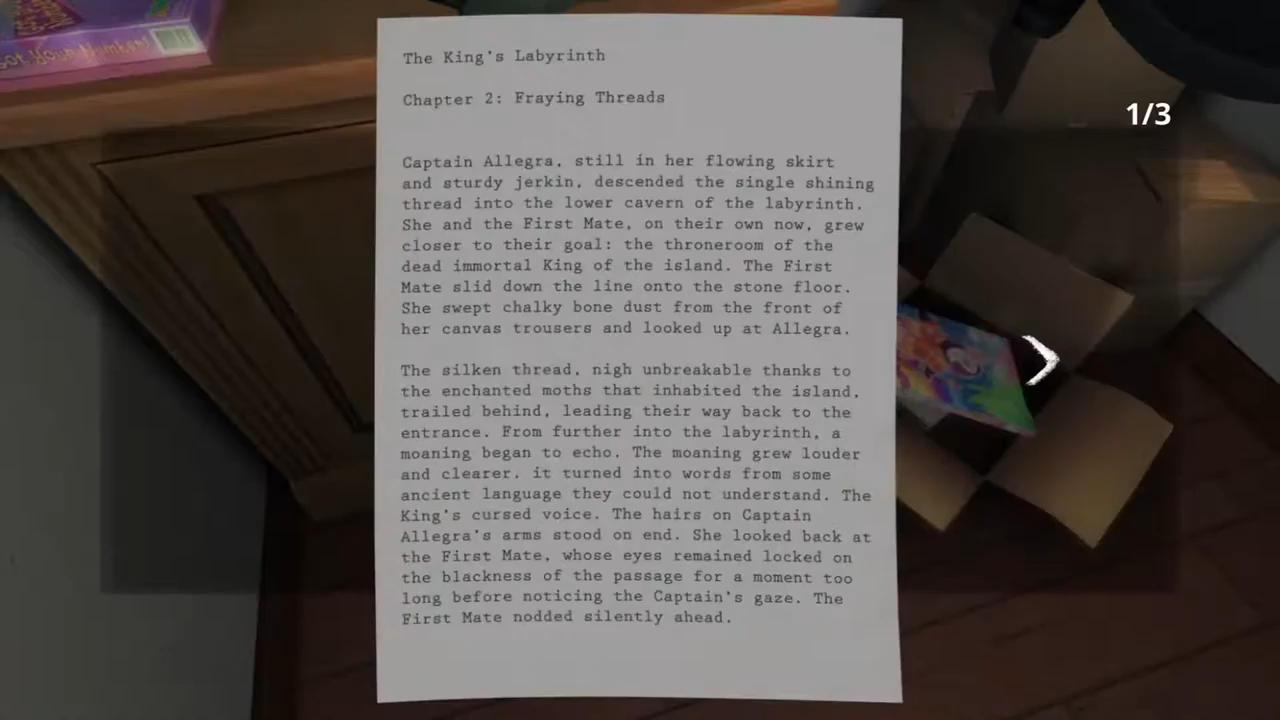 Got Your Number!
1/3
The King's Labyrinth
Chapter 2: Fraying Threads
Captain Allegra, still in her flowing skirt
and sturdy jerkin, descended the single shining
thread into the lower cavern of the labyrinth.
She and the First Mate, on their own now, grew
closer to their goal: the throneroom of the
dead immortal King of the island. The First
Mate slid down the line onto the stone floor.
She swept chalky bone dust from the front of
her canvas trousers and looked up at Allegra.
The silken thread, nigh unbreakable thanks to
the enchanted moths that inhabited the island,
trailed behind, leading their way back to the
entrance. From further into the labyrinth, a
moaning began to echo. The moaning grew louder
and clearer. it turned into words from some
ancient language they could not understand. The
King's cursed voice. The hairs on Captain
Allegra's arms stood on end. She looked back at
the First Mate, whose eyes remained locked on
the blackness of the passage for a moment too
long before noticing the Captain's gaze. The
First Mate nodded silently ahead.